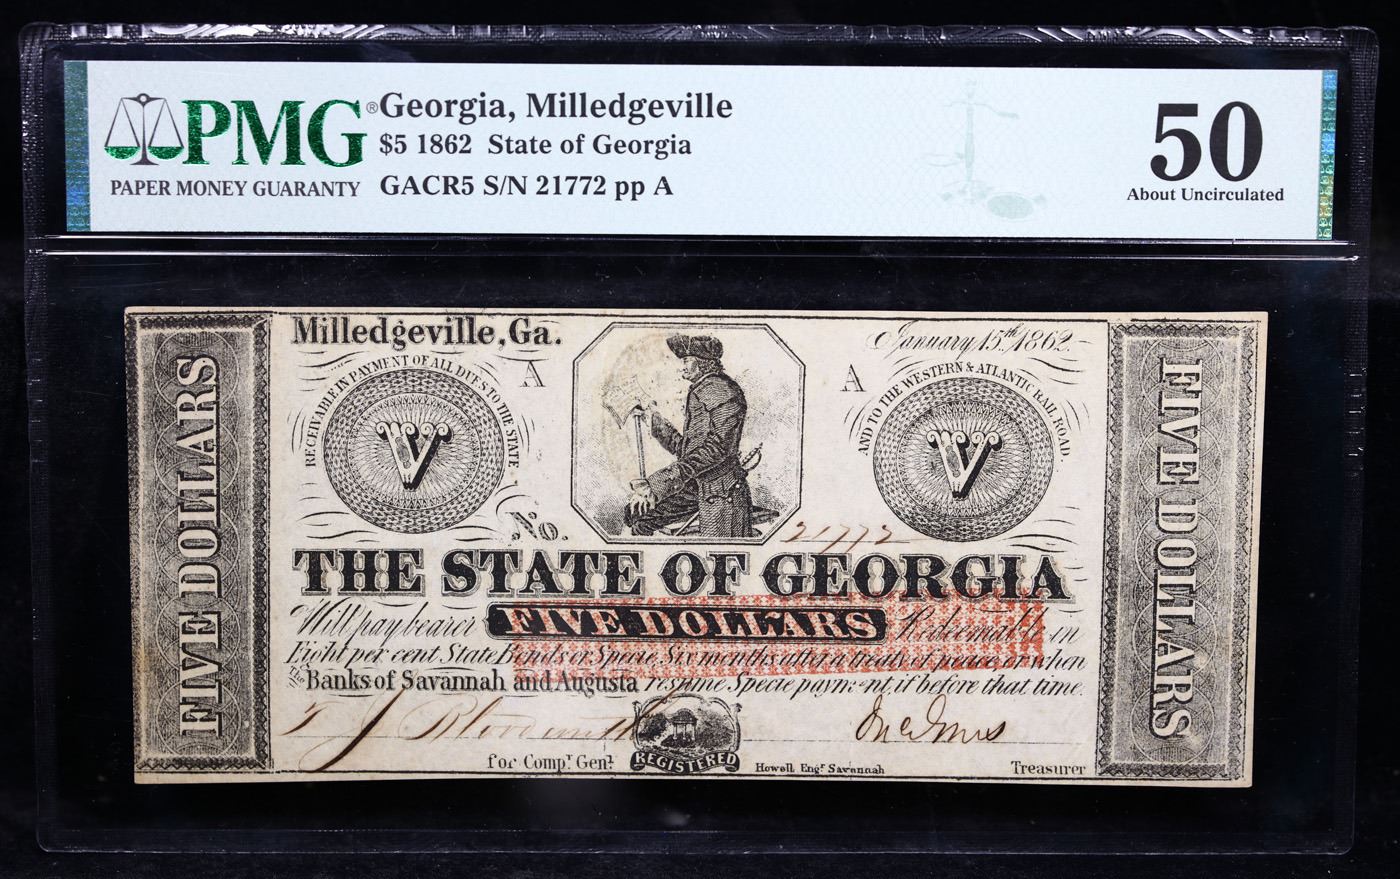 PMG®
PAPER MONEY GUARANTY
Georgia, Milledgeville
$5 1862 State of Georgia
GACR5 S/N 21772 pp A
50
About Uncirculated
FIVE DOLLARS
Milledgeville, Ga.
January 15th 1862
RECEIVABLE IN PAYMENT OF ALL DUES TO THE STATE
A
A
AND TO THE WESTERN & ATLANTIC RAIL ROAD.
V
V
No. 21772
THE STATE OF GEORGIA
Will pay bearer FIVE DOLLARS Redeemable in
Eight per cent State Bonds or Specie, Six months after a treaty of peace, or when
The Banks of Savannah and Augusta resume Specie payment, if before that time.
for Compr. Genl.
REGISTERED
Howell Engr. Savannah
Treasurer
FIVE DOLLARS